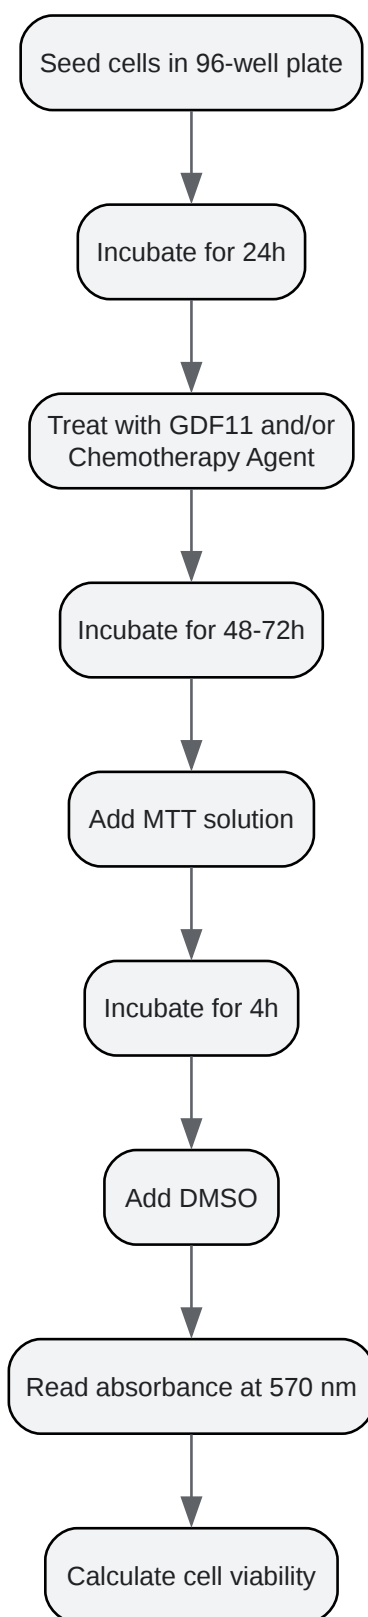 Seed cells in 96-well plate
Incubate for 24h
Treat with GDF11 and/or
Chemotherapy Agent
Incubate for 48-72h
Add MTT solution
Incubate for 4h
Add DMSO
Read absorbance at 570 nm
Calculate cell viability